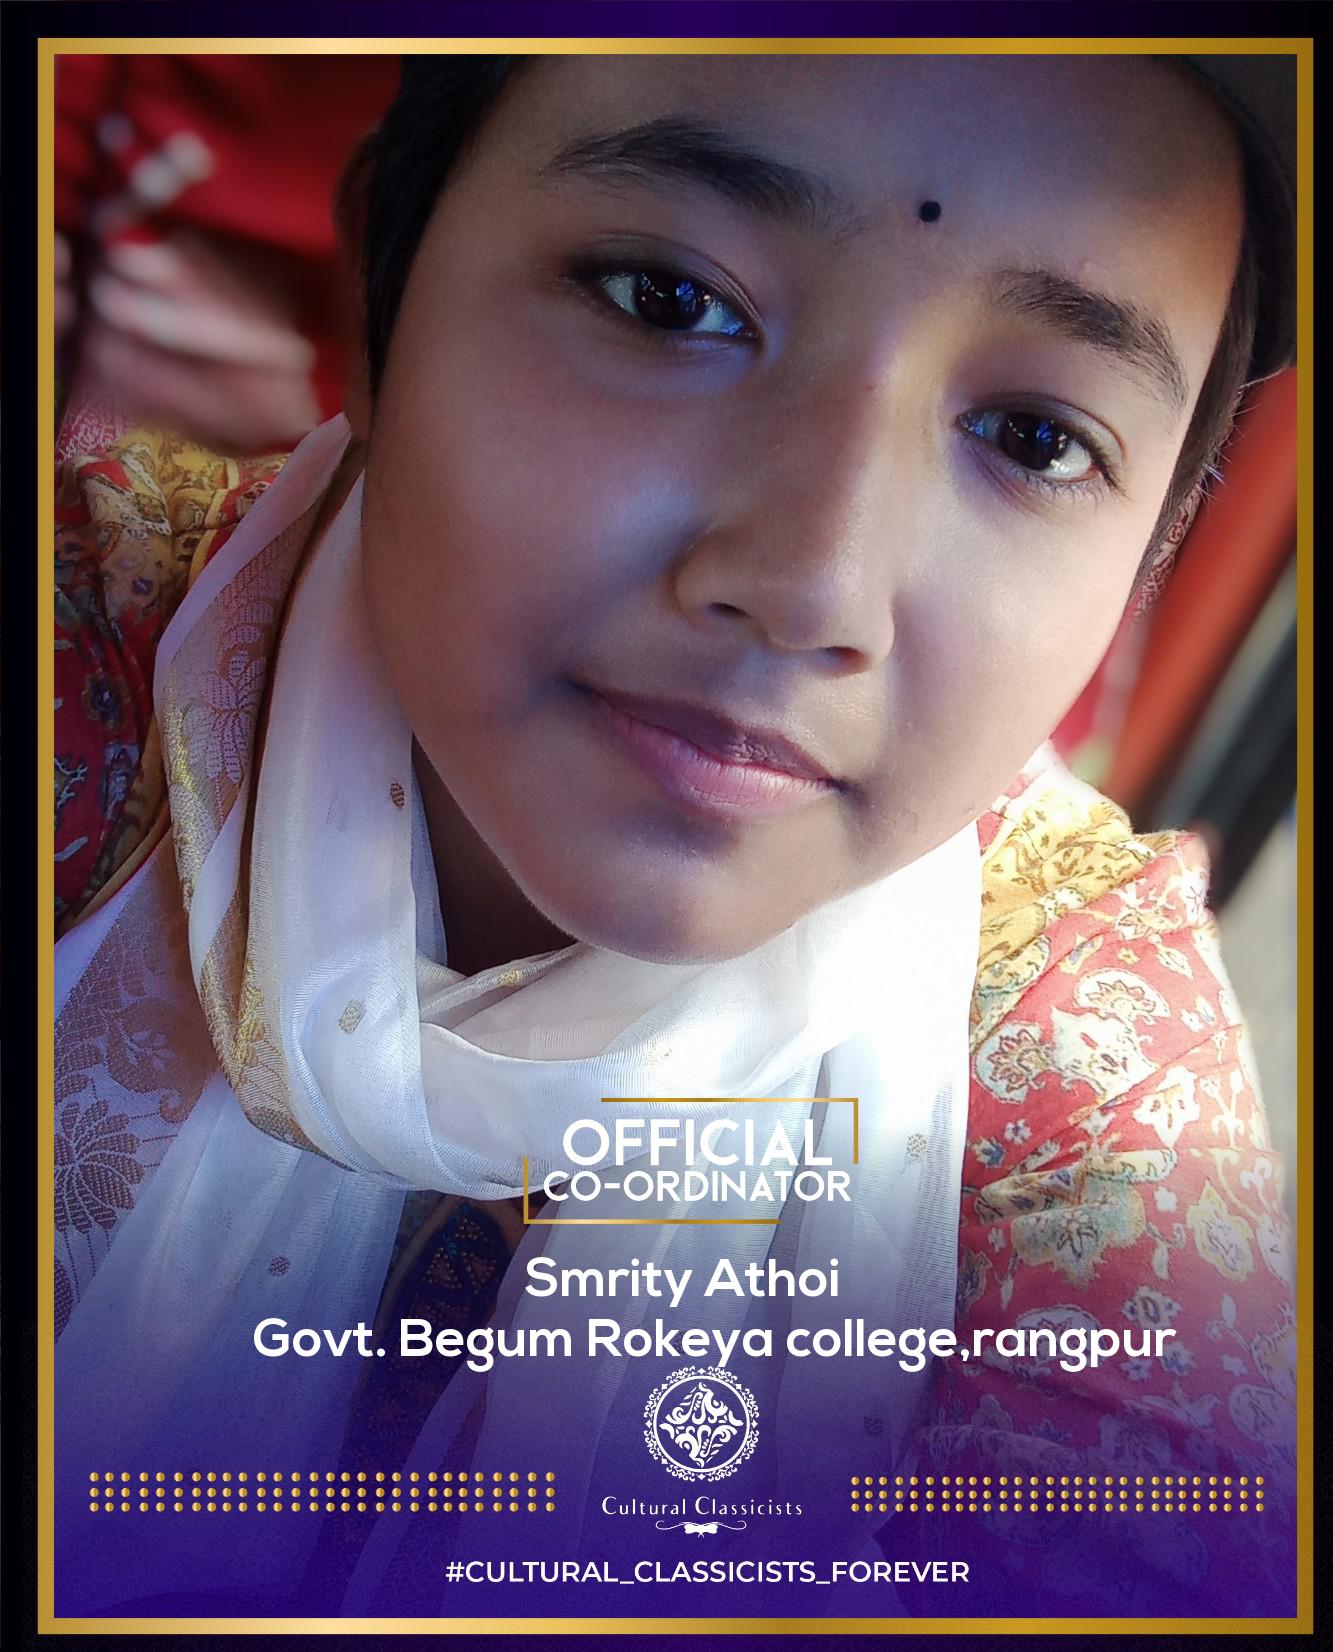 OFFICIAL
CO-ORDINATOR
Smrity Athoi
Govt. Begum Rokeya college,rangpur
Cultural Classicists
#CULTURAL_CLASSICISTS_FOREVER